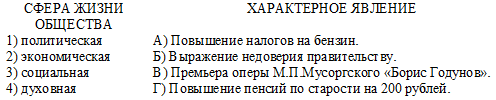 СФЕРА ЖИЗНИ ОБЩЕСТВА ХАРАКТЕРНОЕ ЯВЛЕНИЕ
1) политическая А) Повышение налогов на бензин.
2) экономическая Б) Выражение недоверия правительству.
3) социальная В) Премьера оперы М.П.Мусоргского «Борис Годунов».
4) духовная Г) Повышение пенсий по старости на 200 рублей.